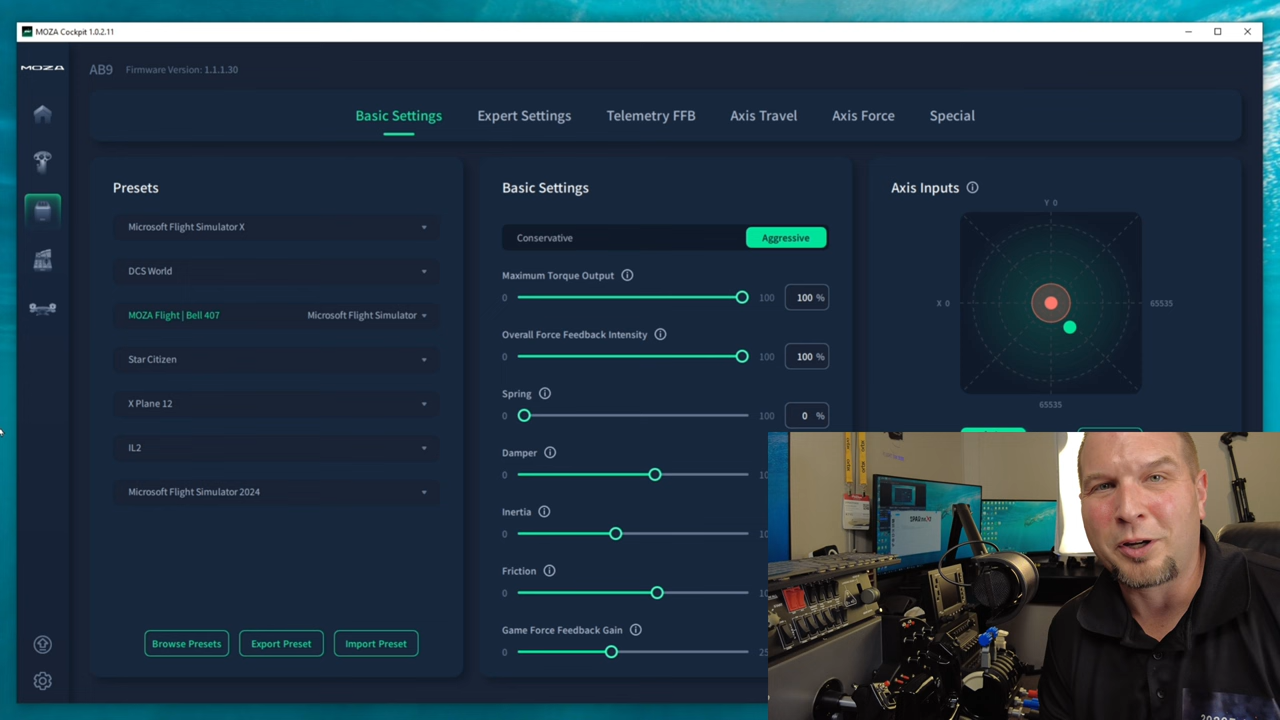 MOZA Cockpit 1.0.2.11
MOZA
AB9 Firmware Version: 1.1.1.30
Basic Settings Expert Settings Telemetry FFB Axis Travel Axis Force Special
Presets
Microsoft Flight Simulator X
DCS World
MOZA Flight | Bell 407 Microsoft Flight Simulator
Star Citizen
X Plane 12
IL2
Microsoft Flight Simulator 2024
Browse Presets Export Preset Import Preset
Basic Settings
Conservative Aggressive
Maximum Torque Output
0 100 100 %
Overall Force Feedback Intensity
0 100 100 %
Spring
0 100 0 %
Damper
0
Inertia
0
Friction
0
Game Force Feedback Gain
0
Axis Inputs
Y 0
X 0 65535
65535